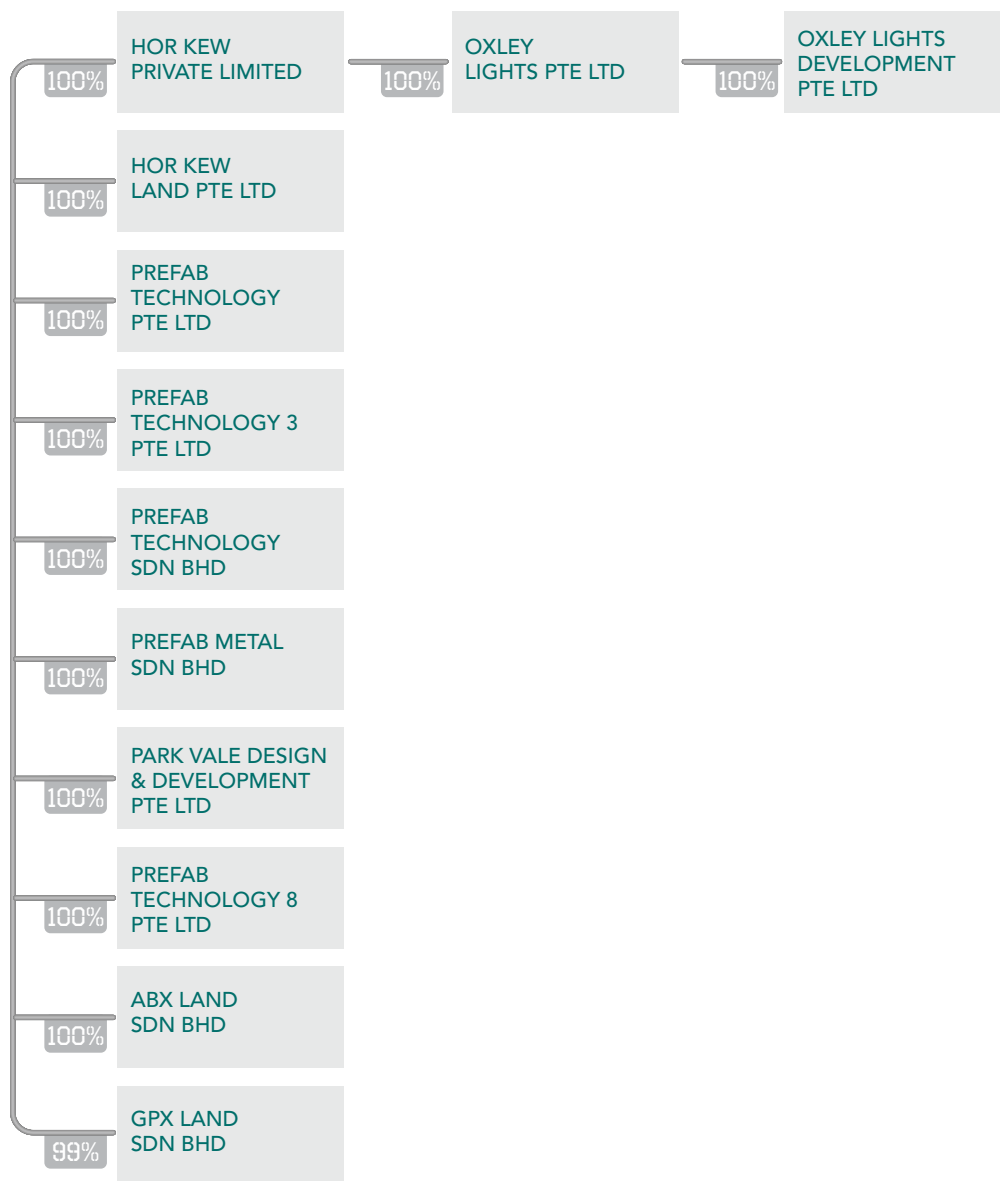 HOR KEW
PRIVATE LIMITED
100%
OXLEY
LIGHTS PTE LTD
100%
OXLEY LIGHTS
DEVELOPMENT
PTE LTD
100%
HOR KEW
LAND PTE LTD
100%
PREFAB
TECHNOLOGY
PTE LTD
100%
PREFAB
TECHNOLOGY 3
PTE LTD
100%
PREFAB
TECHNOLOGY
SDN BHD
100%
PREFAB METAL
SDN BHD
100%
PARK VALE DESIGN
& DEVELOPMENT
PTE LTD
100%
PREFAB
TECHNOLOGY 8
PTE LTD
100%
ABX LAND
SDN BHD
100%
GPX LAND
SDN BHD
99%